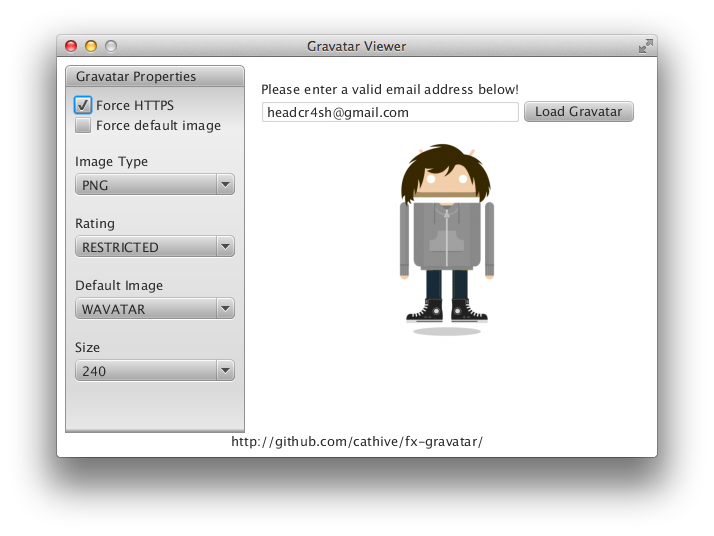 Gravatar Viewer
Gravatar Properties
Force HTTPS
Force default image
Image Type
PNG
Rating
RESTRICTED
Default Image
WAVATAR
Size
240
Please enter a valid email address below!
headcr4sh@gmail.com
Load Gravatar
http://github.com/cathive/fx-gravatar/